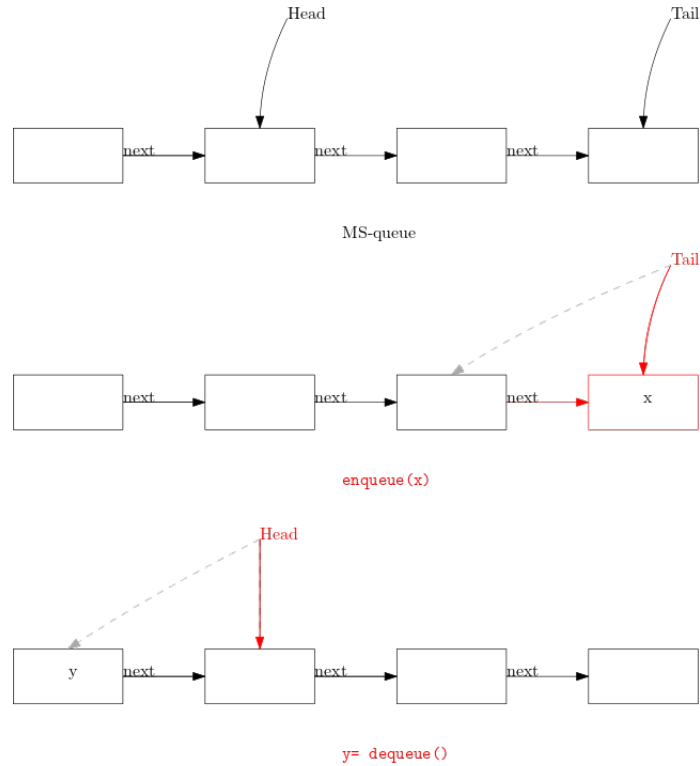 Head Tail
next next next
MS-queue
Tail
next next next x
enqueue(x)
Head
y next next next
y= dequeue()